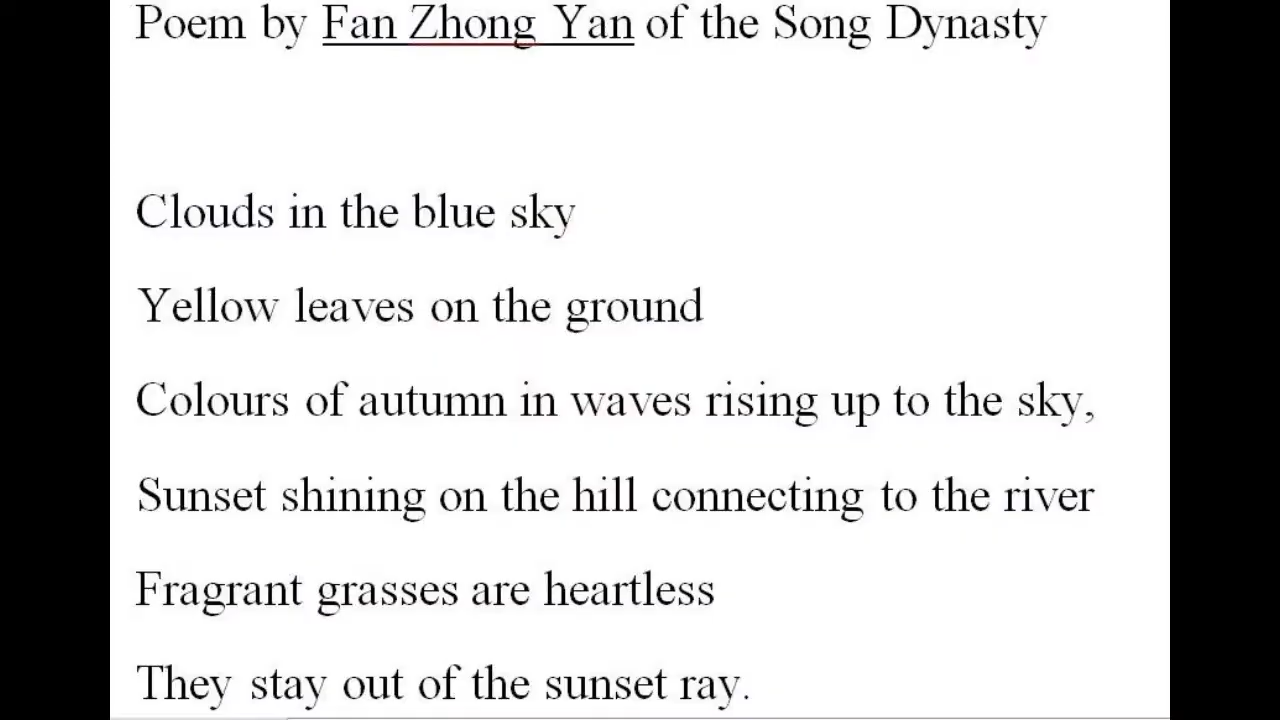 Poem by Fan Zhong Yan of the Song Dynasty
Clouds in the blue sky
Yellow leaves on the ground
Colours of autumn in waves rising up to the sky,
Sunset shining on the hill connecting to the river
Fragrant grasses are heartless
They stay out of the sunset ray.